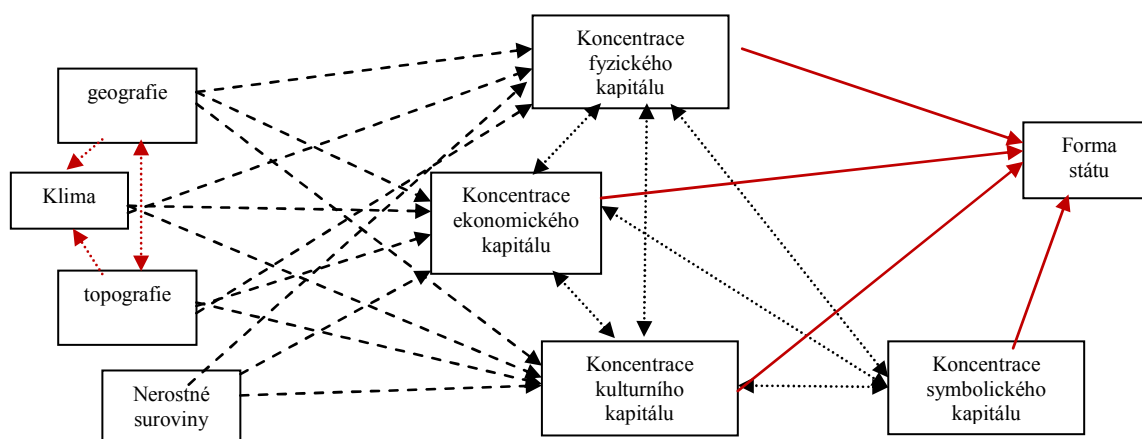 geografie
Klima
topografie
Nerostné
suroviny
Koncentrace
fyzického
kapitálu
Koncentrace
ekonomického
kapitálu
Koncentrace
kulturního
kapitálu
Koncentrace
symbolického
kapitálu
Forma
státu